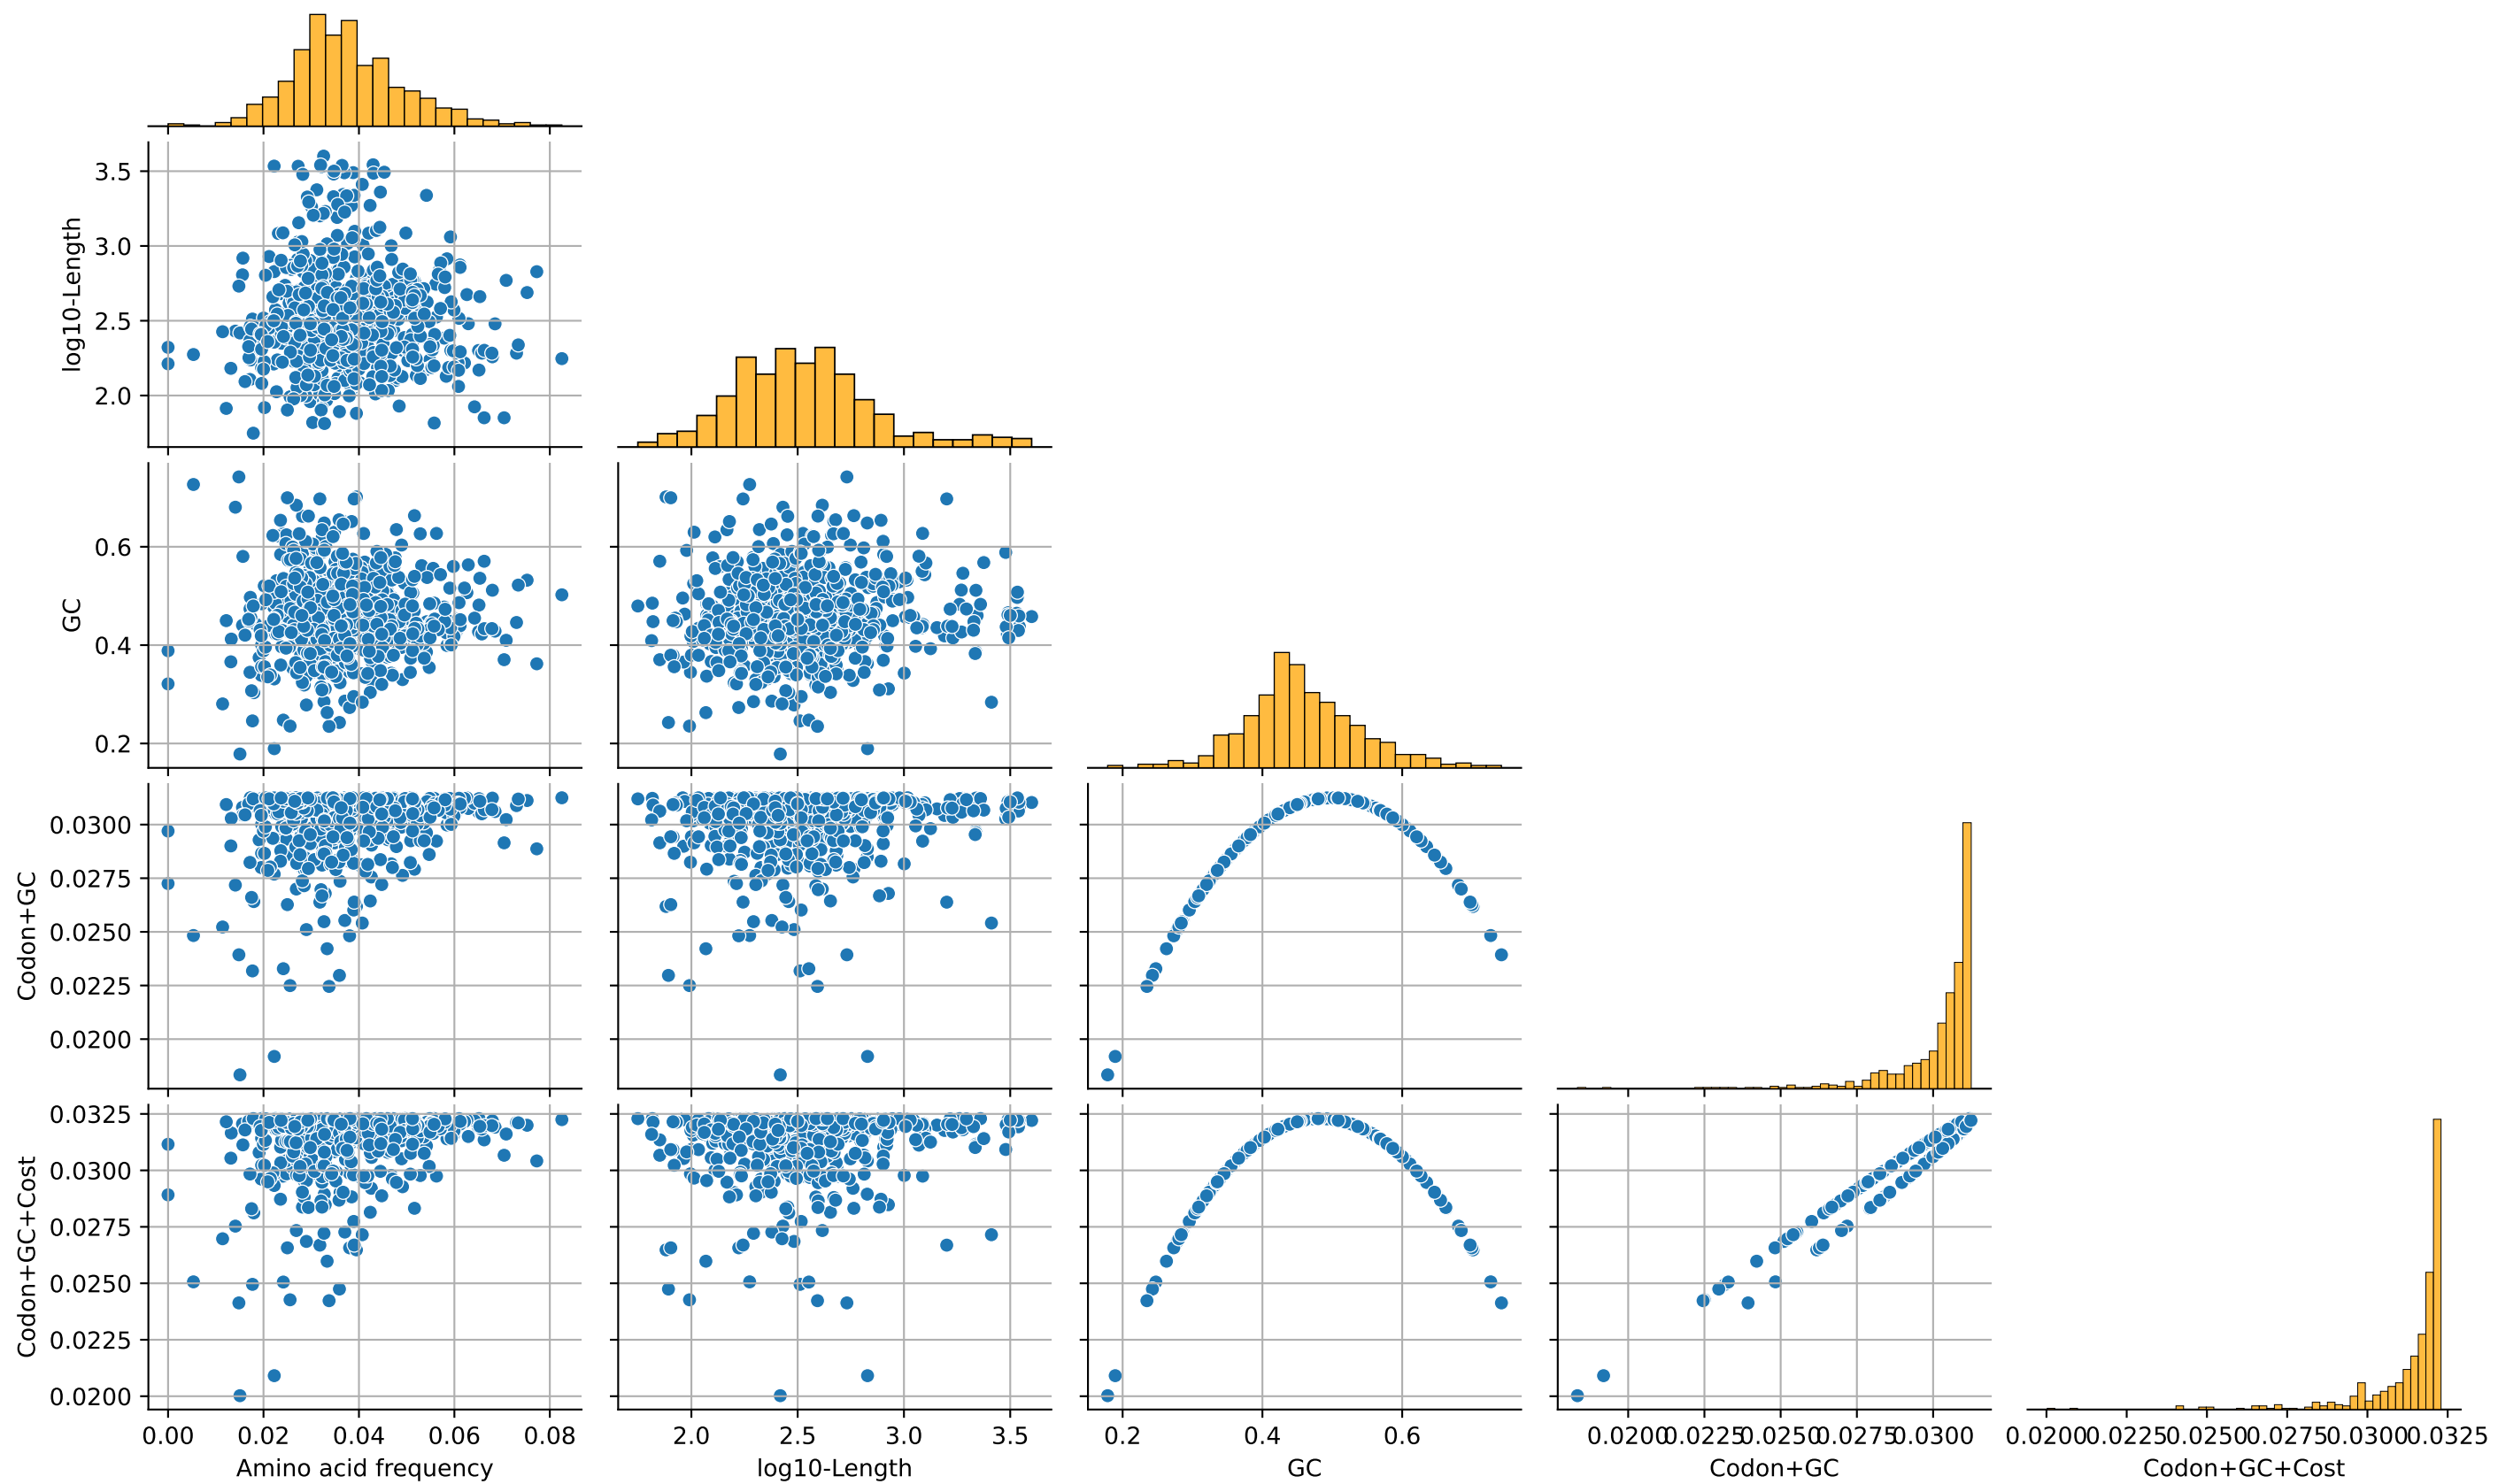 3.5
3.0
2.5
2.0
log10-Length
0.6
0.4
0.2
GC
0.0300
0.0275
0.0250
0.0225
0.0200
Codon+GC
0.0325
0.0300
0.0275
0.0250
0.0225
0.0200
Codon+GC+Cost
0.00 0.02 0.04 0.06 0.08
2.0 2.5 3.0 3.5
0.2 0.4 0.6
0.0200 0.0225 0.0250 0.0275 0.0300
0.0200 0.0225 0.0250 0.0275 0.0300 0.0325
Amino acid frequency
log10-Length
GC
Codon+GC
Codon+GC+Cost